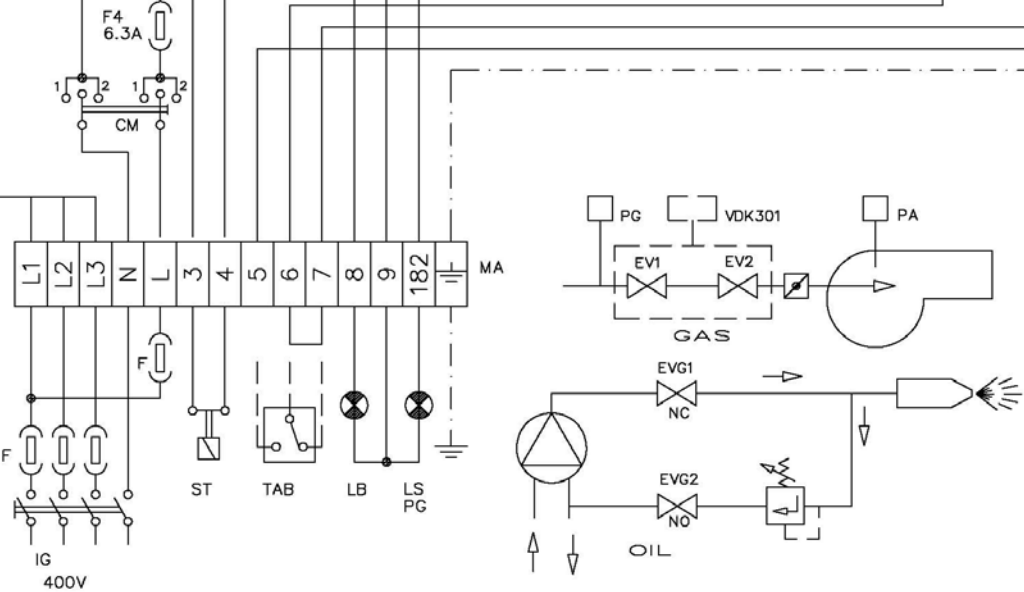 F4
6.3A
1 2 1 2
CM
PG VDK301 PA
EV1 EV2
L1 L2 L3 N L 3 4 5 6 7 8 9 182 MA
GAS
F
EVG1
NC
F
EVG2
NO
ST TAB LB LS
PG
OIL
IG
400V